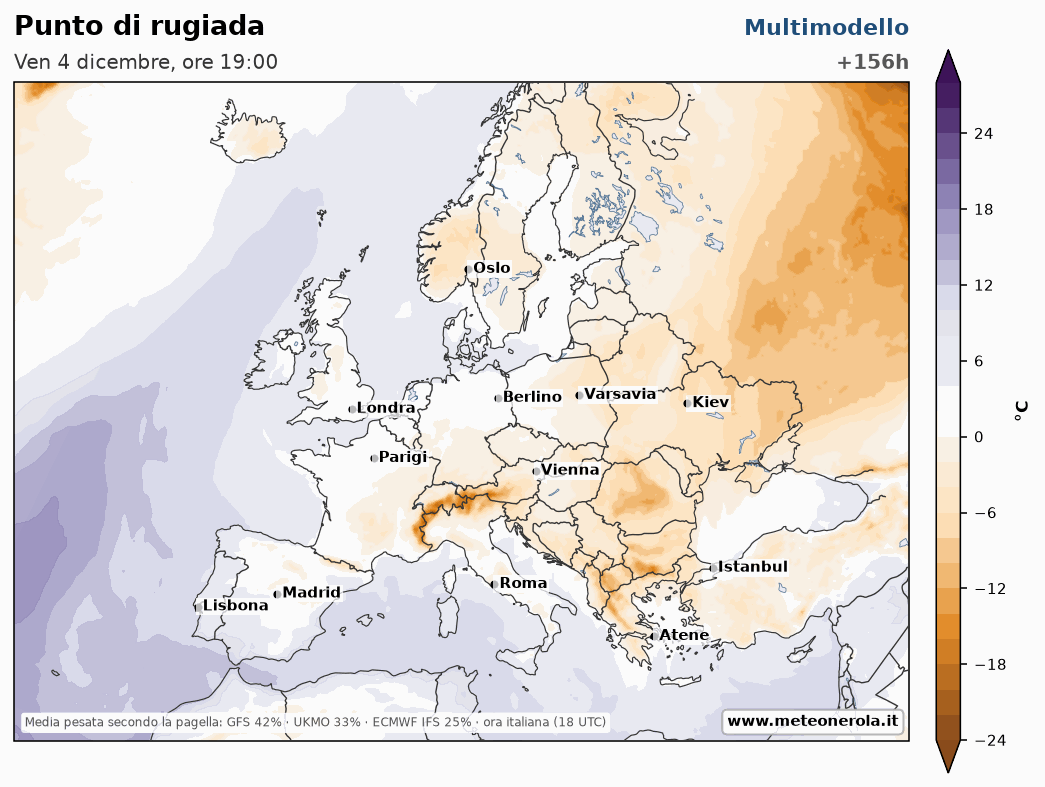 Punto di rugiada
Multimodello
Ven 4 dicembre, ore 19:00
+156h
Oslo
Berlino
Varsavia
Kiev
Londra
Parigi
Vienna
Istanbul
Roma
Madrid
Lisbona
Atene
24
18
12
6
0
−6
−12
−18
−24
°C
Media pesata secondo la pagella: GFS 42% · UKMO 33% · ECMWF IFS 25% · ora italiana (18 UTC)
www.meteonerola.it